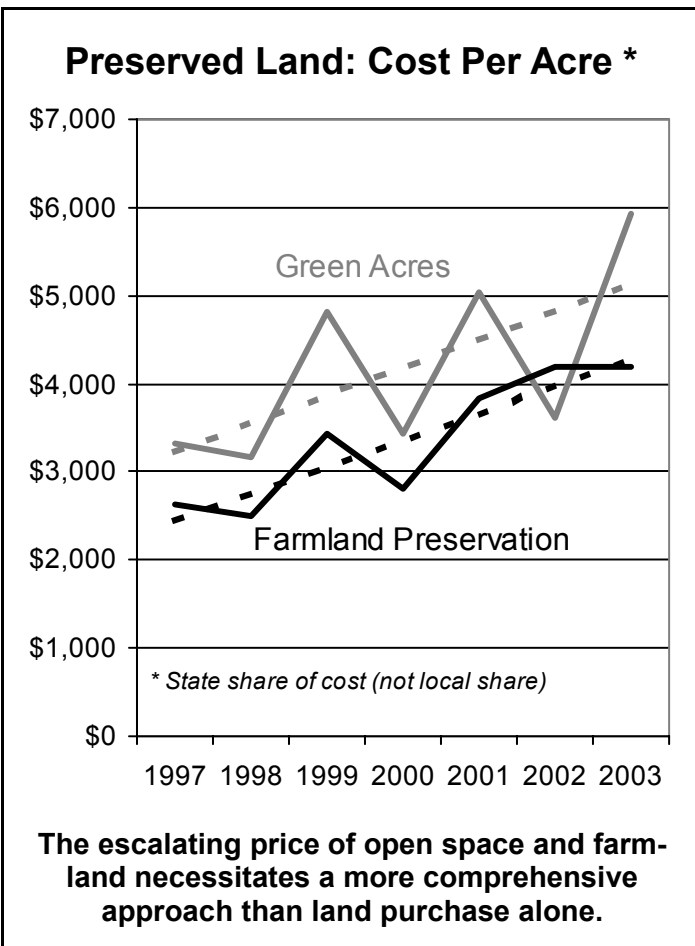 Preserved Land: Cost Per Acre *
$7,000
$6,000
Green Acres
$5,000
$4,000
$3,000
Farmland Preservation
$2,000
$1,000
* State share of cost (not local share)
$0
1997 1998 1999 2000 2001 2002 2003
The escalating price of open space and farm-
land necessitates a more comprehensive
approach than land purchase alone.